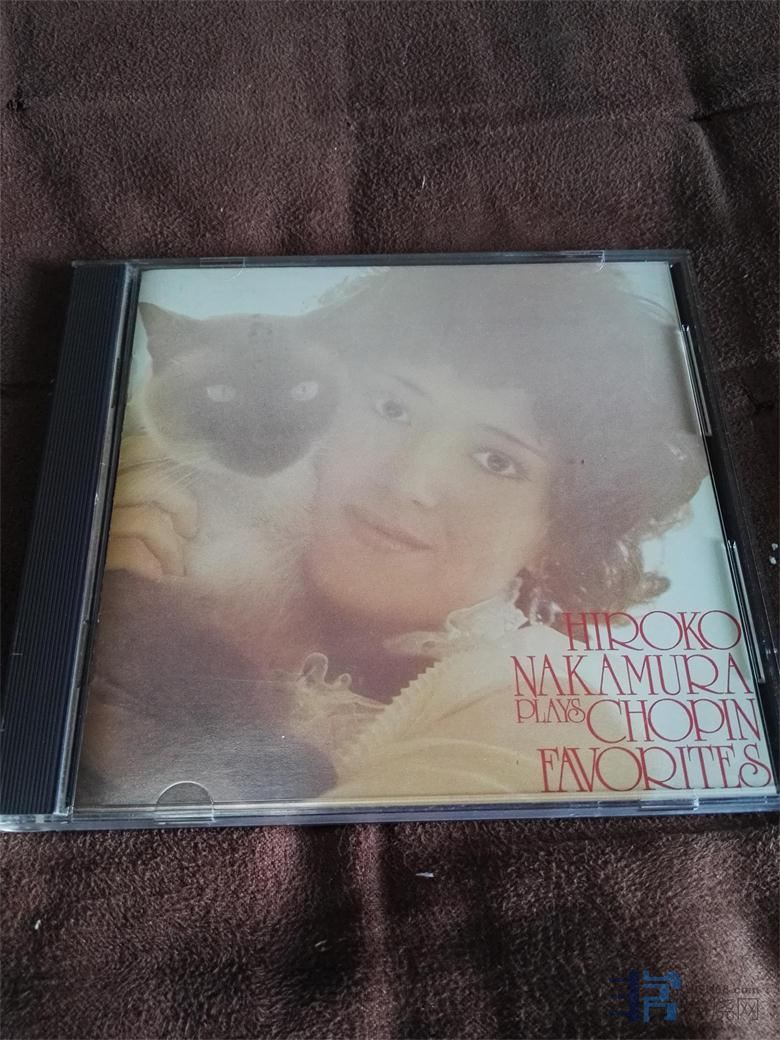 HIROKO
NAKAMURA
PLAYS CHOPIN
FAVORITES